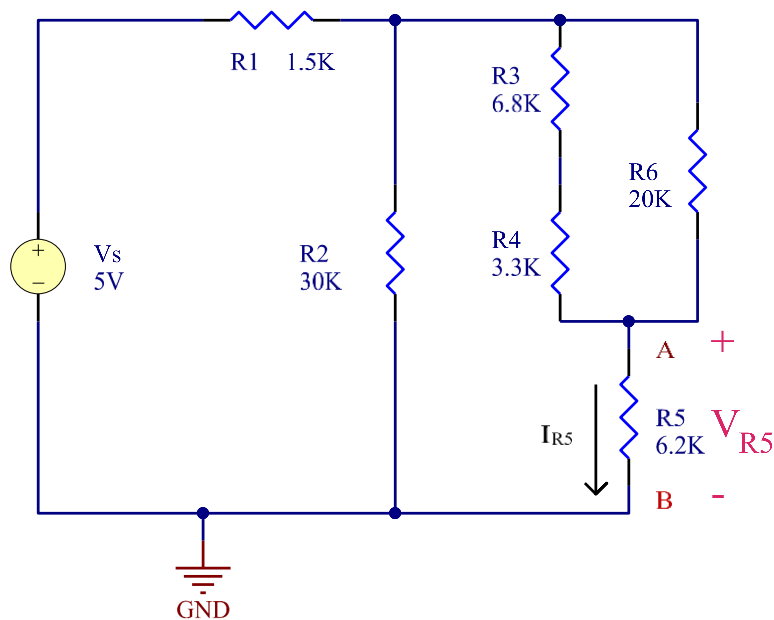 R1 1.5K
R3
6.8K
R6
20K
Vs
5V
+
−
R2
30K
R4
3.3K
A
+
IR5
R5
6.2K
VR5
B
-
GND